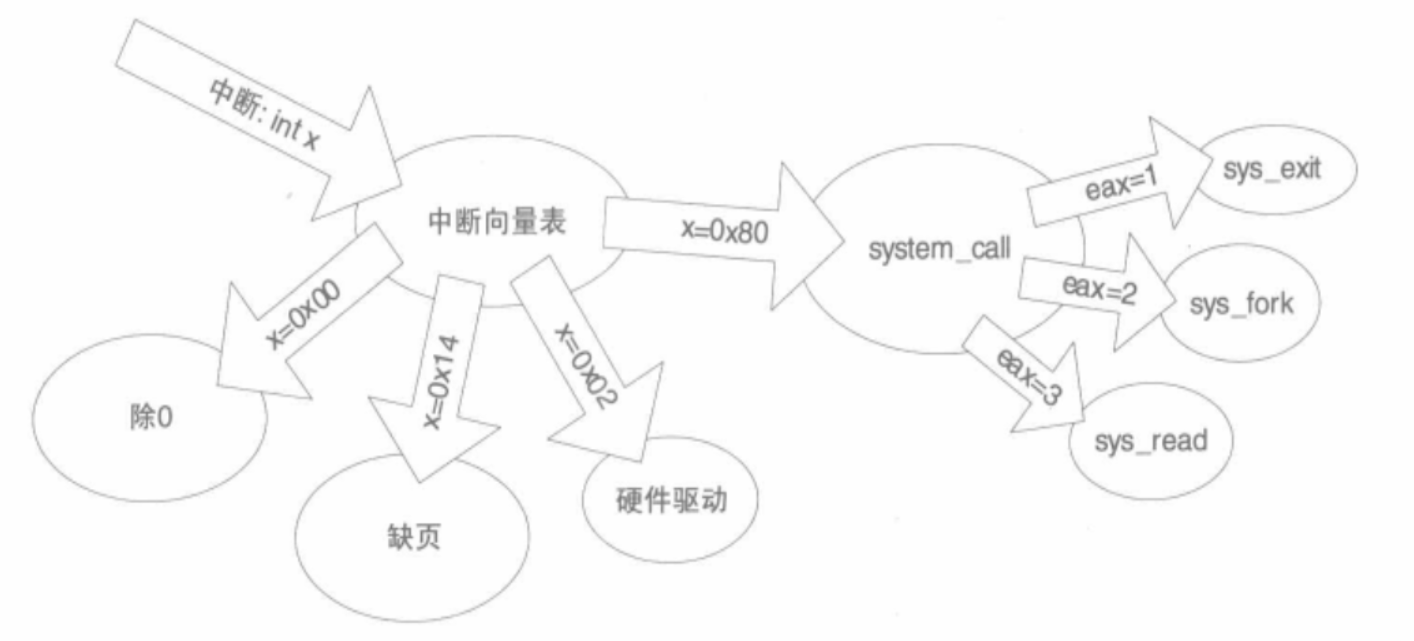 中断: int x
中断向量表
x=0x80
system_call
eax=1
sys_exit
eax=2
sys_fork
eax=3
sys_read
x=0x00
除0
x=0x14
缺页
x=0x02
硬件驱动